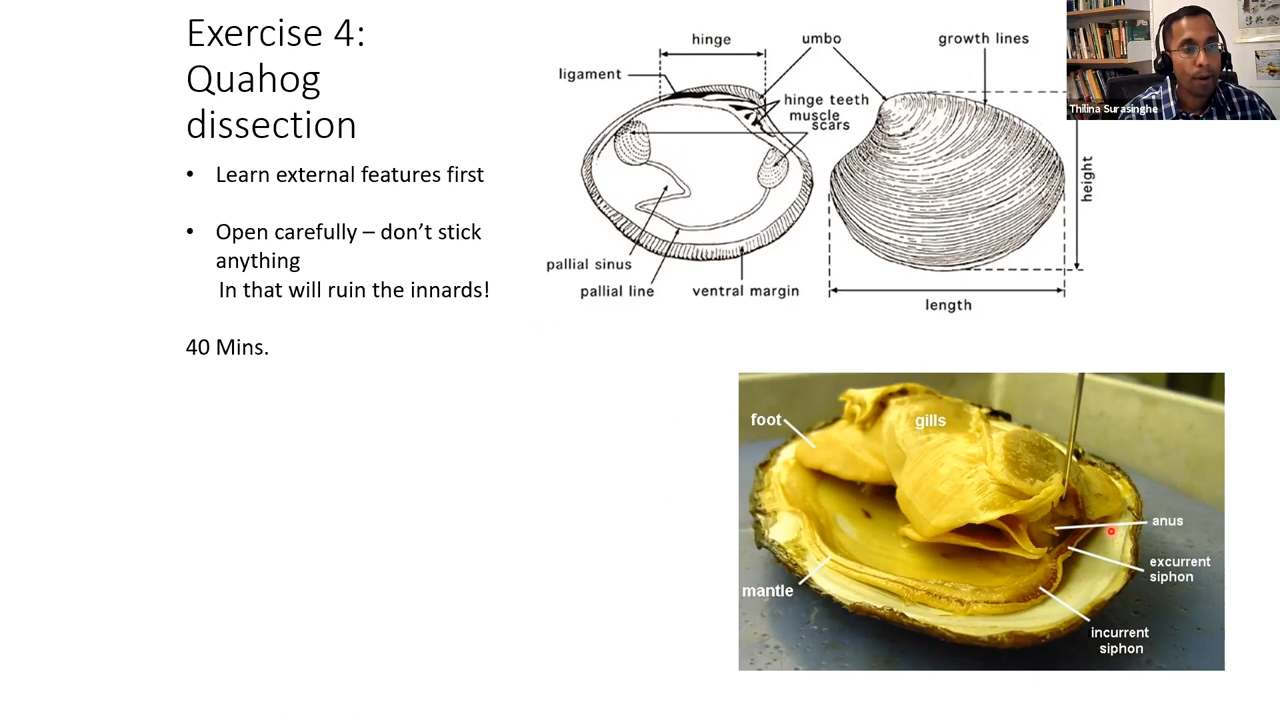 Exercise 4:
Quahog
dissection
• Learn external features first
• Open carefully – don’t stick
anything
In that will ruin the innards!
40 Mins.
hinge
umbo
growth lines
ligament
hinge teeth
muscle
scars
height
pallial sinus
pallial line
ventral margin
length
Thilina Surasinghe
foot
gills
anus
excurrent
siphon
mantle
incurrent
siphon